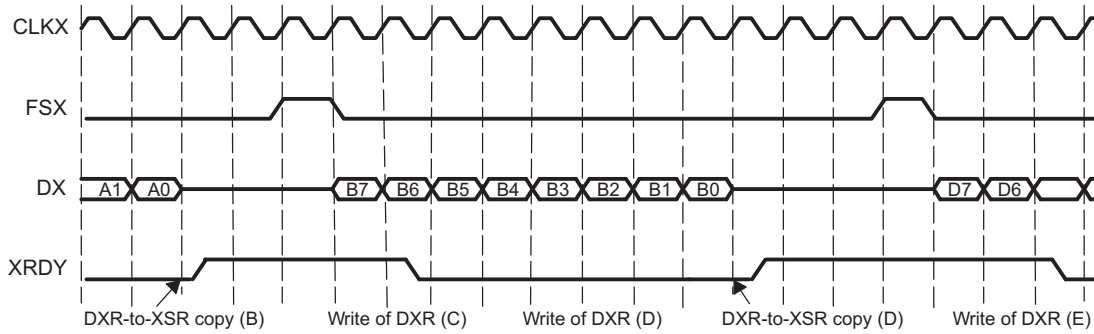 CLKX
FSX
DX A1 A0 B7 B6 B5 B4 B3 B2 B1 B0 D7 D6
XRDY
DXR-to-XSR copy (B) Write of DXR (C) Write of DXR (D) DXR-to-XSR copy (D) Write of DXR (E)